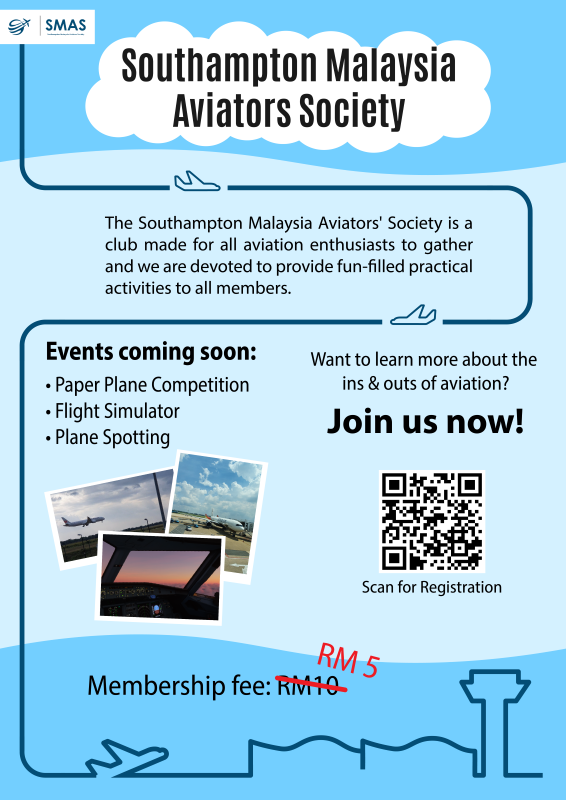 SMAS
Southampton Malaysia
Aviators Society
The Southampton Malaysia Aviators' Society is a
club made for all aviation enthusiasts to gather
and we are devoted to provide fun-filled practical
activities to all members.
Events coming soon:
• Paper Plane Competition
• Flight Simulator
• Plane Spotting
Want to learn more about the
ins & outs of aviation?
Join us now!
Scan for Registration
RM 5
Membership fee: RM10